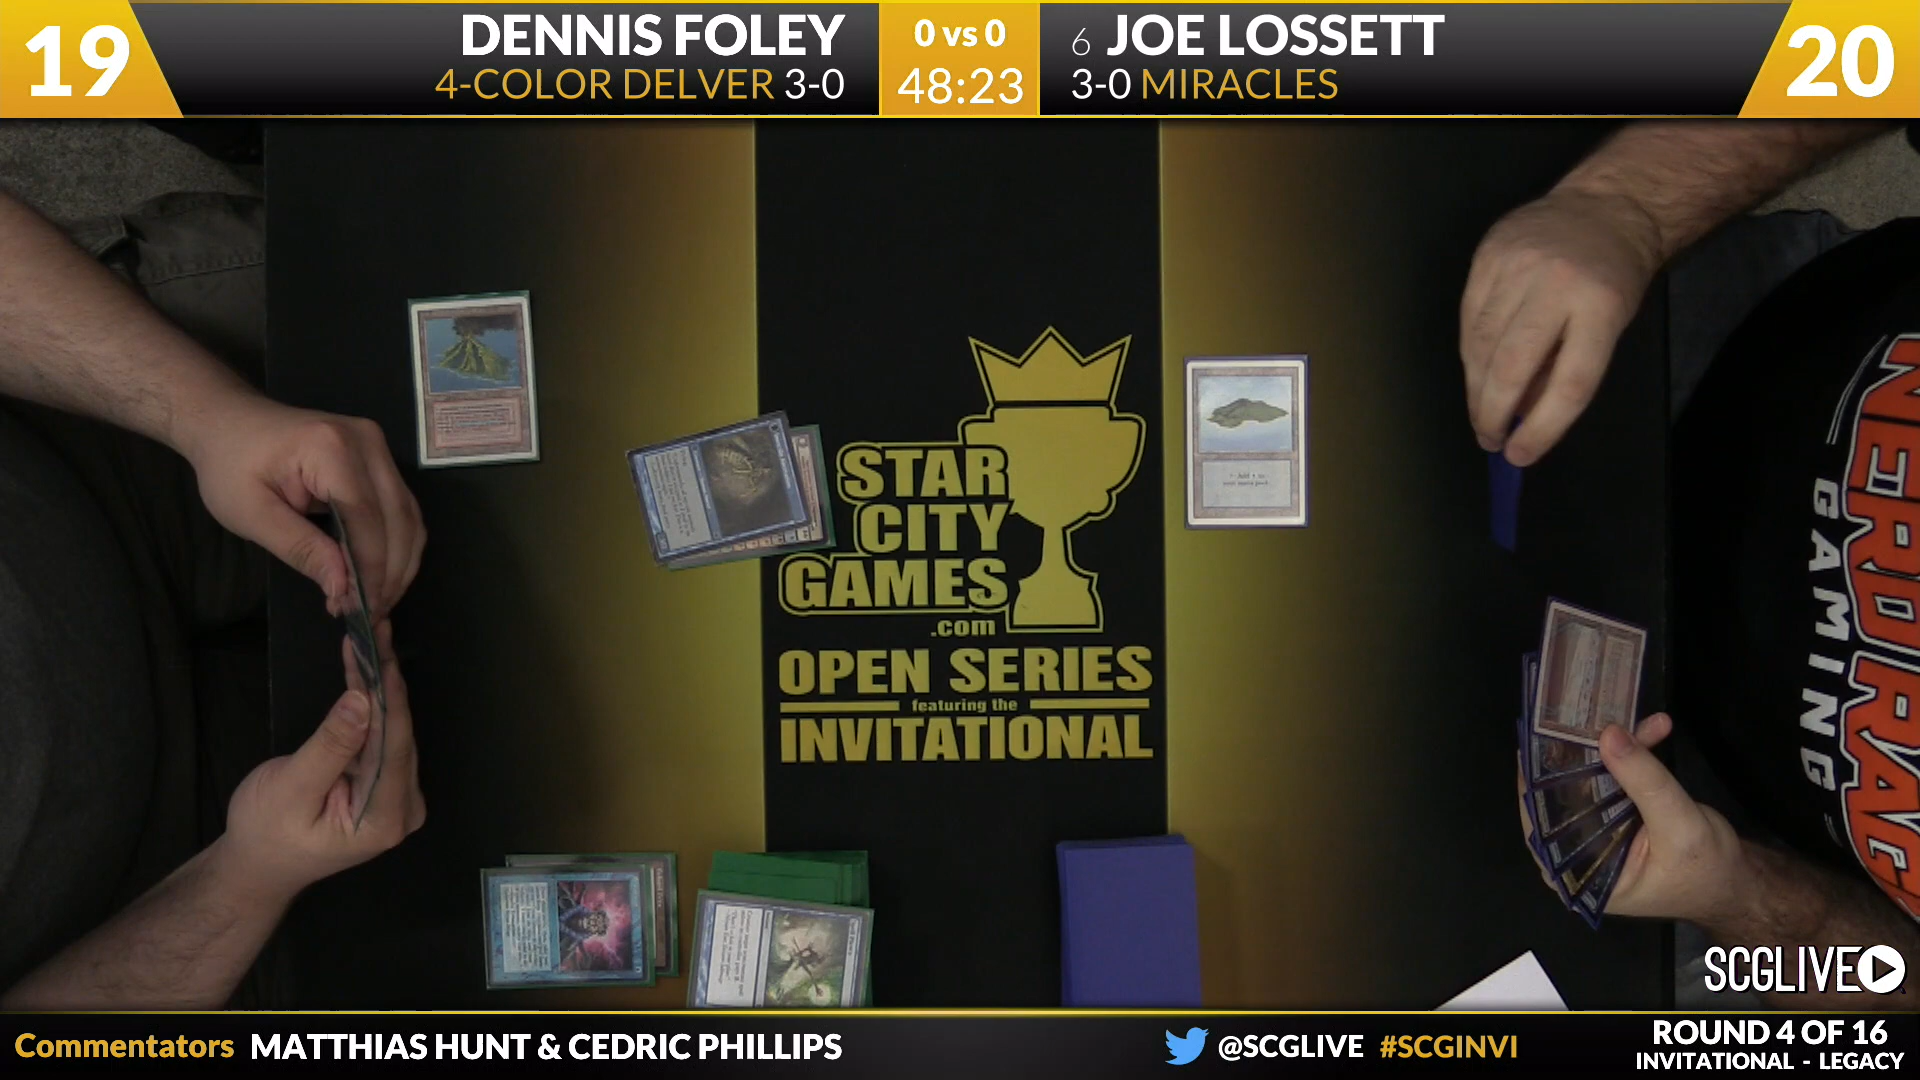 19
DENNIS FOLEY
4-COLOR DELVER 3-0
0 vs 0
48:23
6 JOE LOSSETT
3-0 MIRACLES
20
STAR
CITY
GAMES
.com
OPEN SERIES
featuring the
INVITATIONAL
NERD RAGE
GAMING
SCGLIVE
Commentators MATTHIAS HUNT & CEDRIC PHILLIPS
@SCGLIVE #SCGINVI
ROUND 4 OF 16
INVITATIONAL - LEGACY